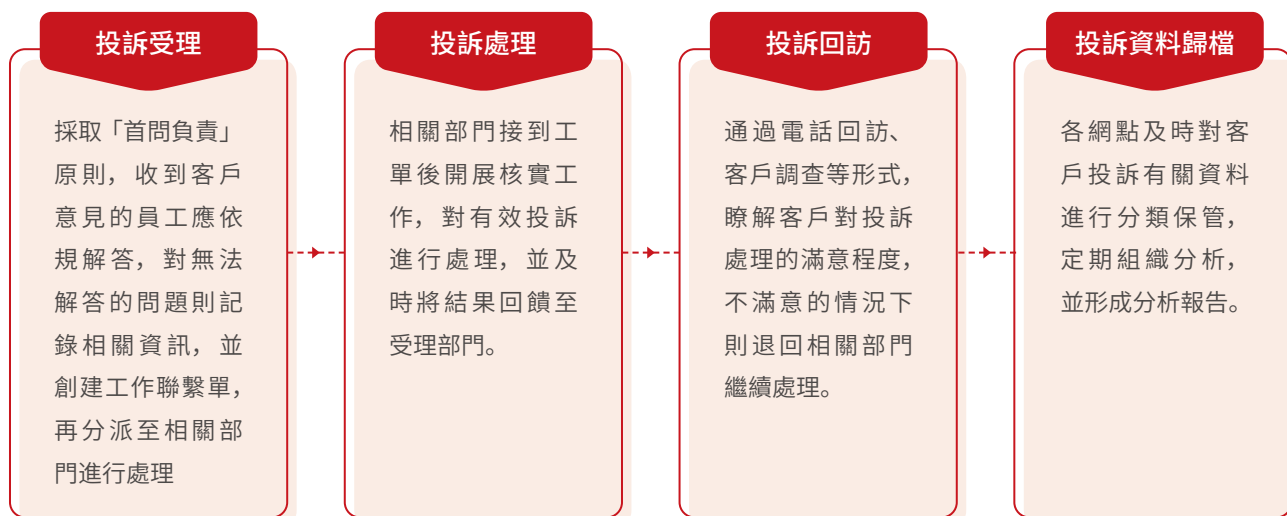 投訴受理
採取「首問負責」
原則，收到客戶
意見的員工應依
規解答，對無法
解答的問題則記
錄相關資訊，並
創建工作聯繫單，
再分派至相關部
門進行處理
投訴處理
相關部門接到工
單後開展核實工
作，對有效投訴
進行處理，並及
時將結果回饋至
受理部門。
投訴回訪
通過電話回訪、
客戶調查等形式，
瞭解客戶對投訴
處理的滿意程度，
不滿意的情況下
則退回相關部門
繼續處理。
投訴資料歸檔
各網點及時對客
戶投訴有關資料
進行分類保管，
定期組織分析，
並形成分析報告。